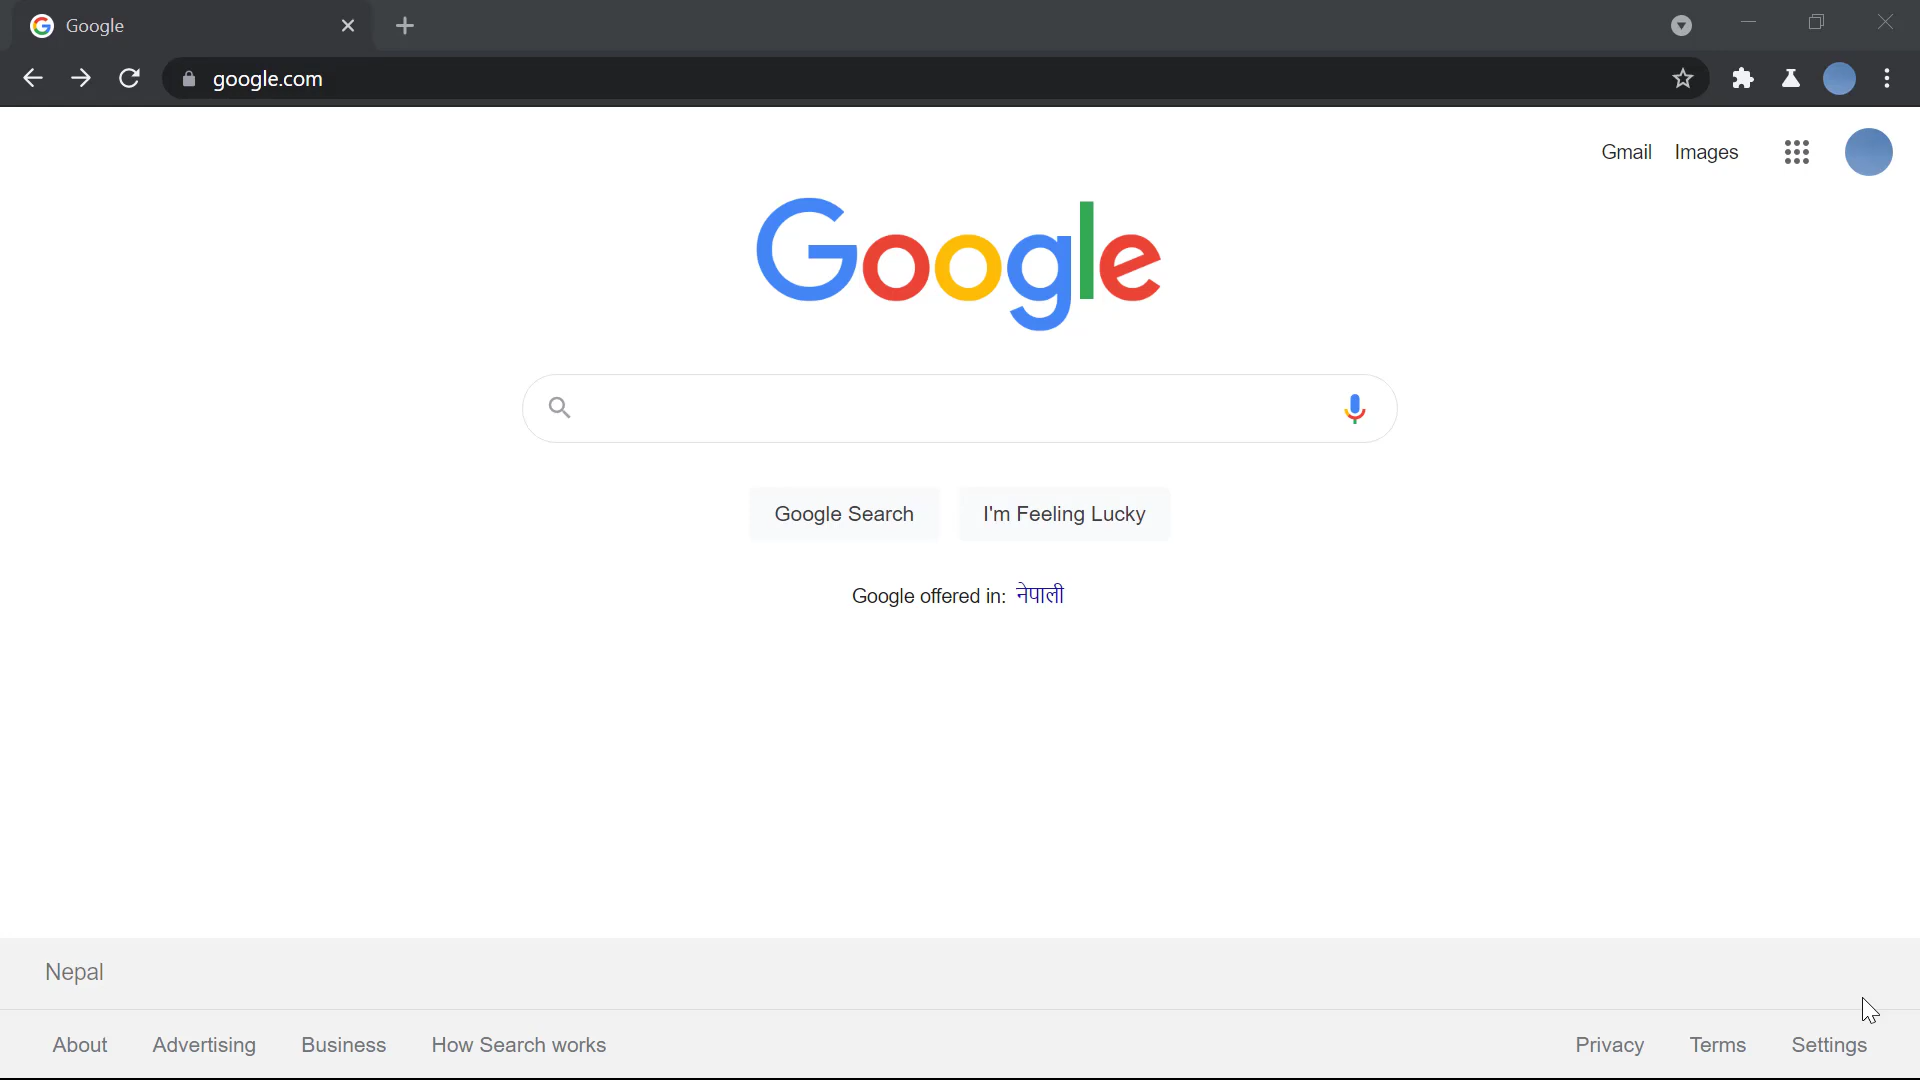 Google
google.com
Gmail Images
Google
Google Search I'm Feeling Lucky
Google offered in: नेपाली
Nepal
About Advertising Business How Search works Privacy Terms Settings